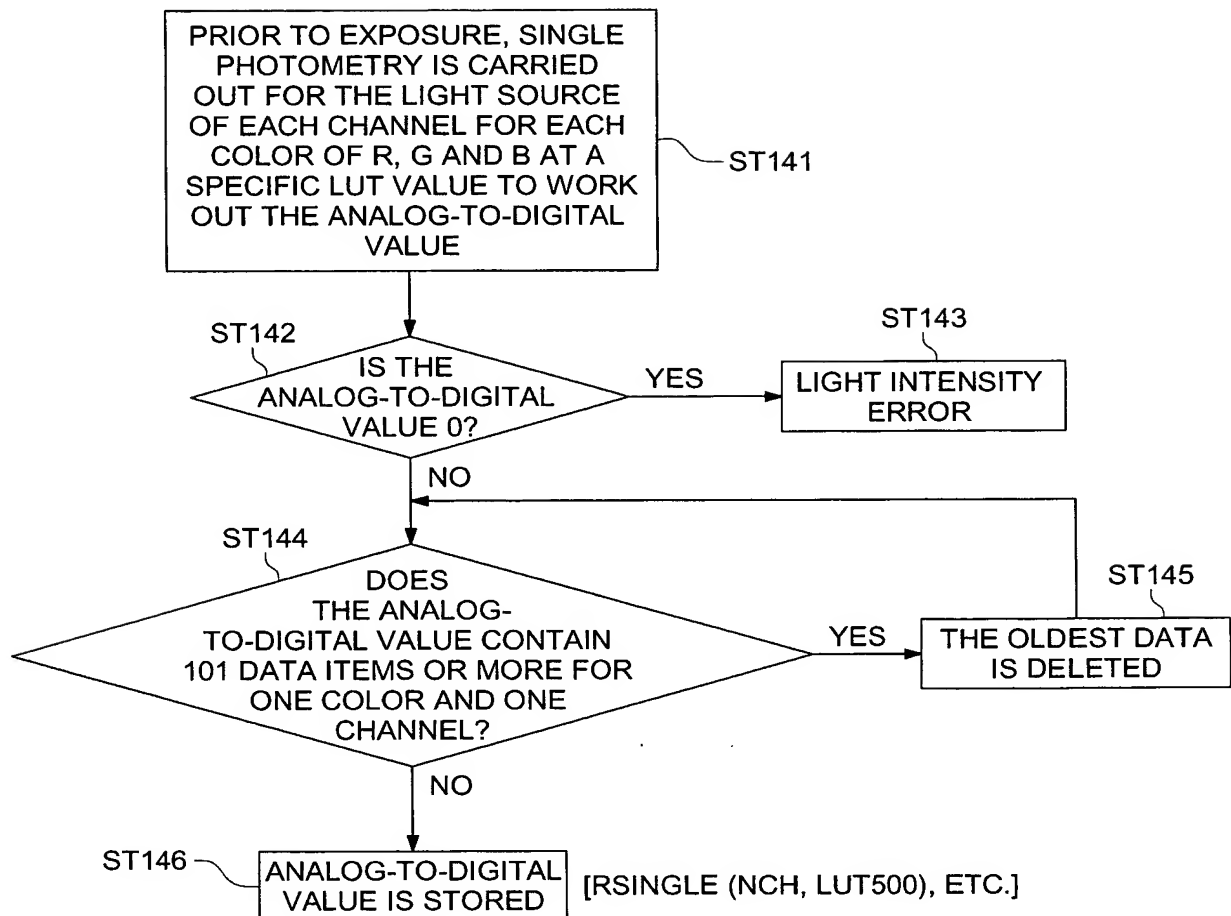 PRIOR TO EXPOSURE, SINGLE
PHOTOMETRY IS CARRIED
OUT FOR THE LIGHT SOURCE
OF EACH CHANNEL FOR EACH
COLOR OF R, G AND B AT A
SPECIFIC LUT VALUE TO WORK
OUT THE ANALOG-TO-DIGITAL
VALUE
ST141
ST142
IS THE
ANALOG-TO-DIGITAL
VALUE 0?
YES
ST143
LIGHT INTENSITY
ERROR
NO
ST144
DOES
THE ANALOG-
TO-DIGITAL VALUE CONTAIN
101 DATA ITEMS OR MORE FOR
ONE COLOR AND ONE
CHANNEL?
YES
ST145
THE OLDEST DATA
IS DELETED
NO
ST146
ANALOG-TO-DIGITAL
VALUE IS STORED
[RSINGLE (NCH, LUT500), ETC.]